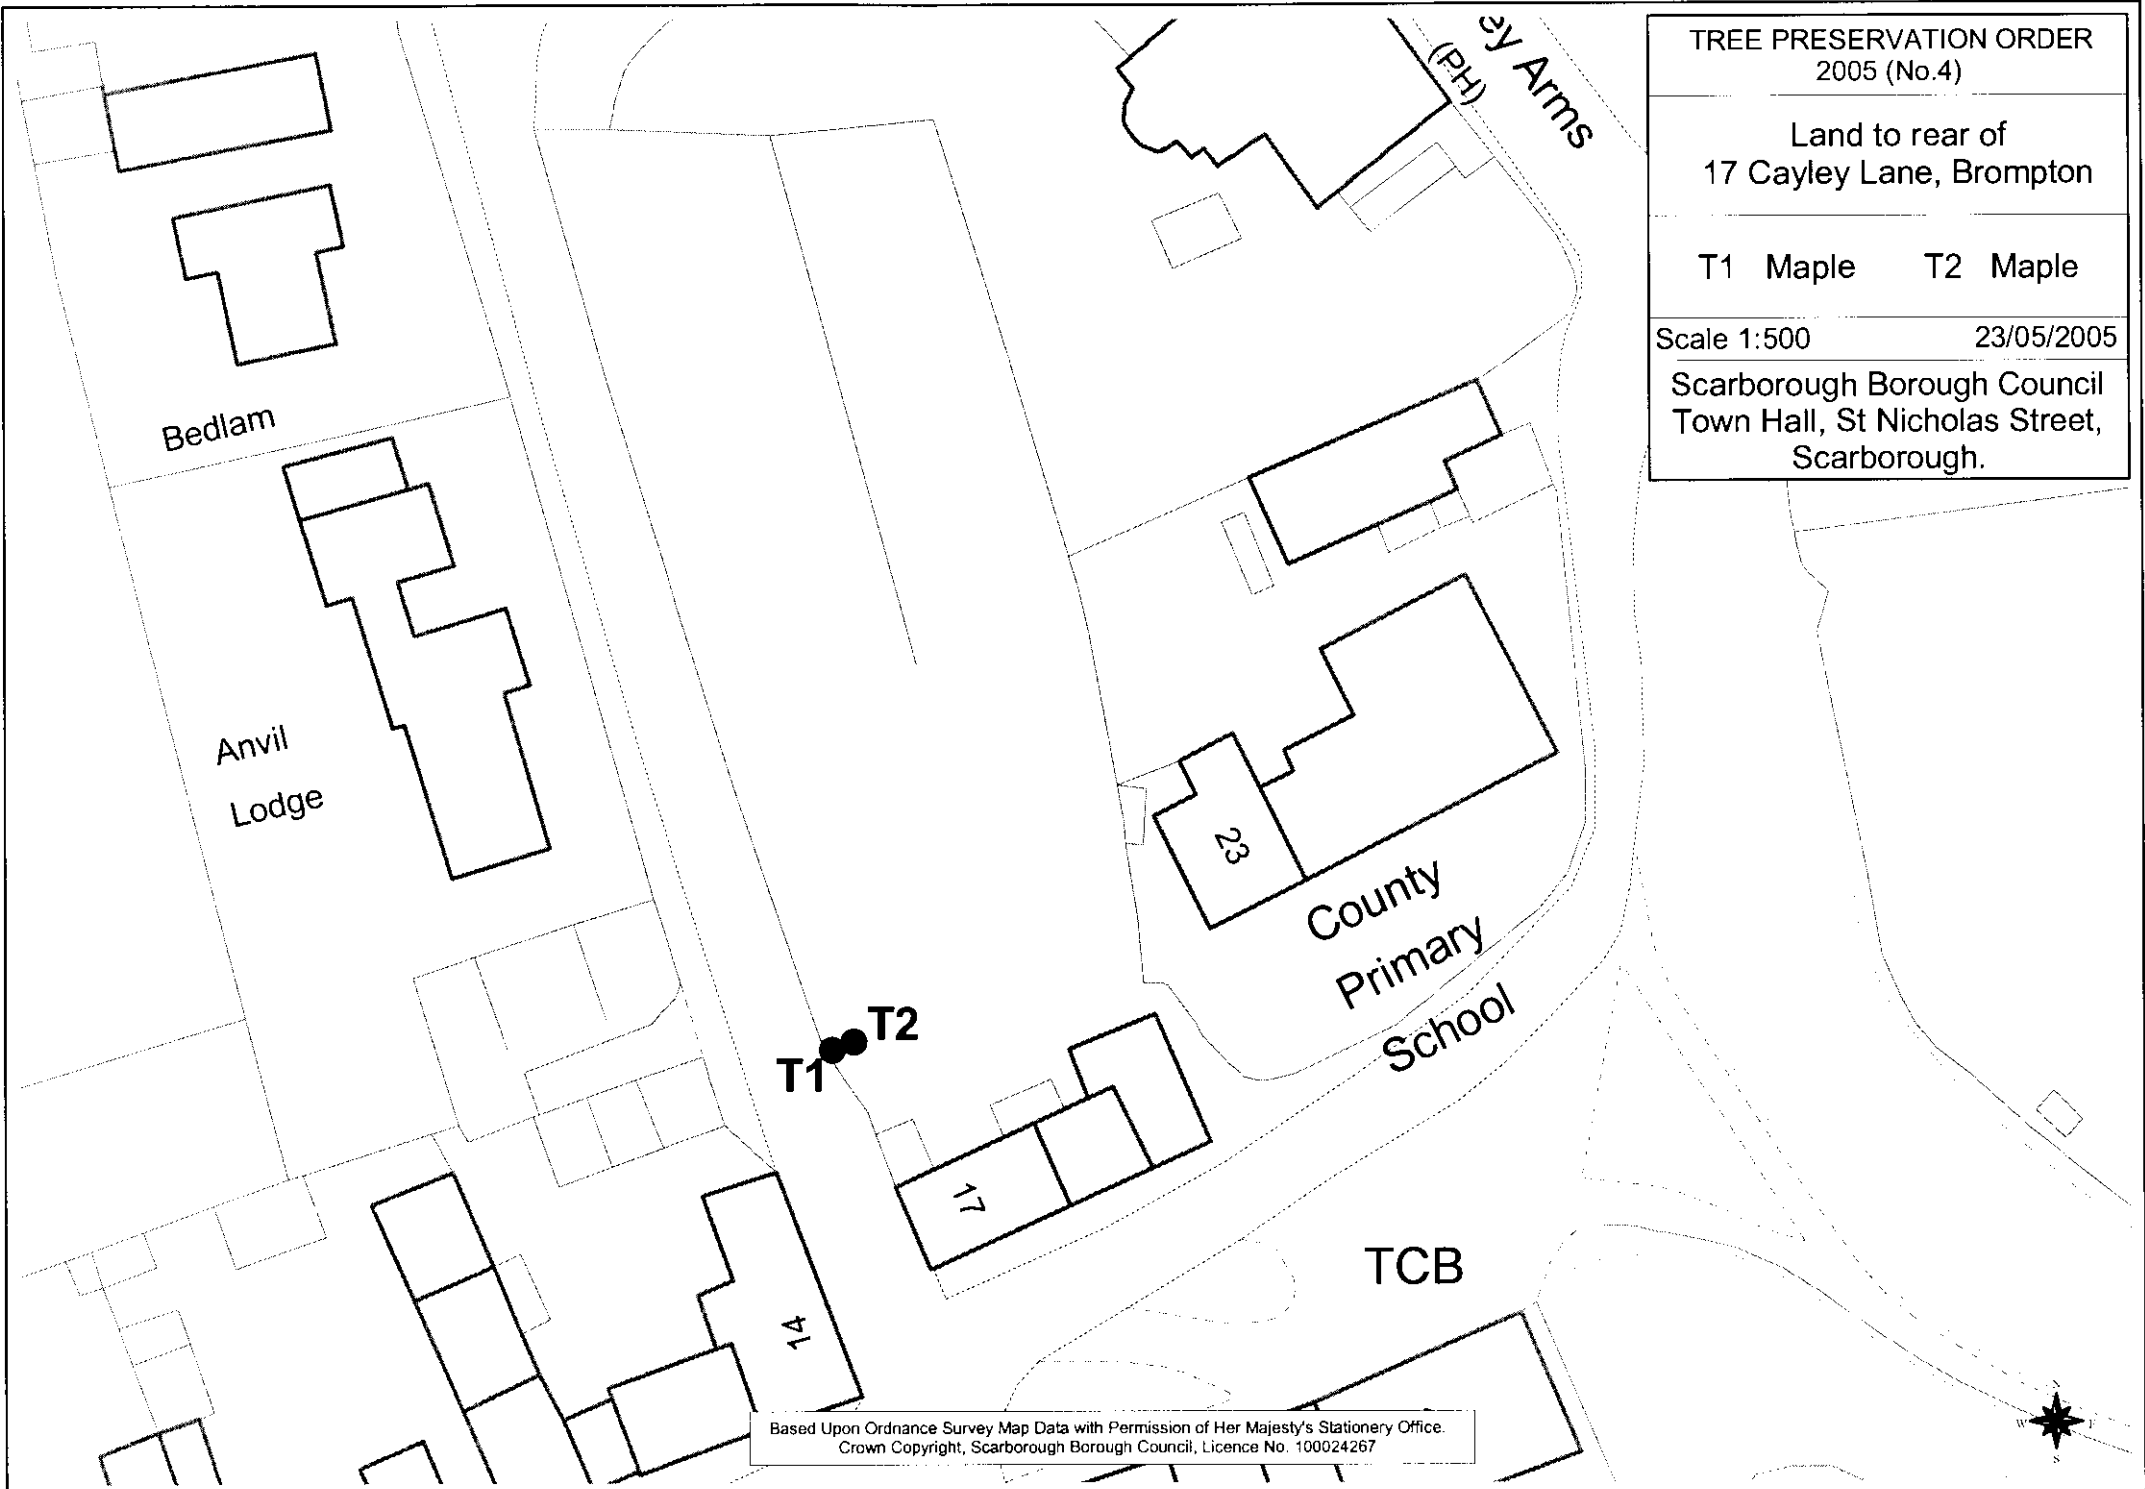 TREE PRESERVATION ORDER
2005 (No.4)
Land to rear of
17 Cayley Lane, Brompton
T1 Maple T2 Maple
Scale 1:500 23/05/2005
Scarborough Borough Council
Town Hall, St Nicholas Street,
Scarborough.
ey Arms
(PH)
Bedlam
Anvil
Lodge
23
County
Primary
School
T2
T1
17
TCB
14
N
W E
S
Based Upon Ordnance Survey Map Data with Permission of Her Majesty's Stationery Office.
Crown Copyright, Scarborough Borough Council, Licence No. 100024267